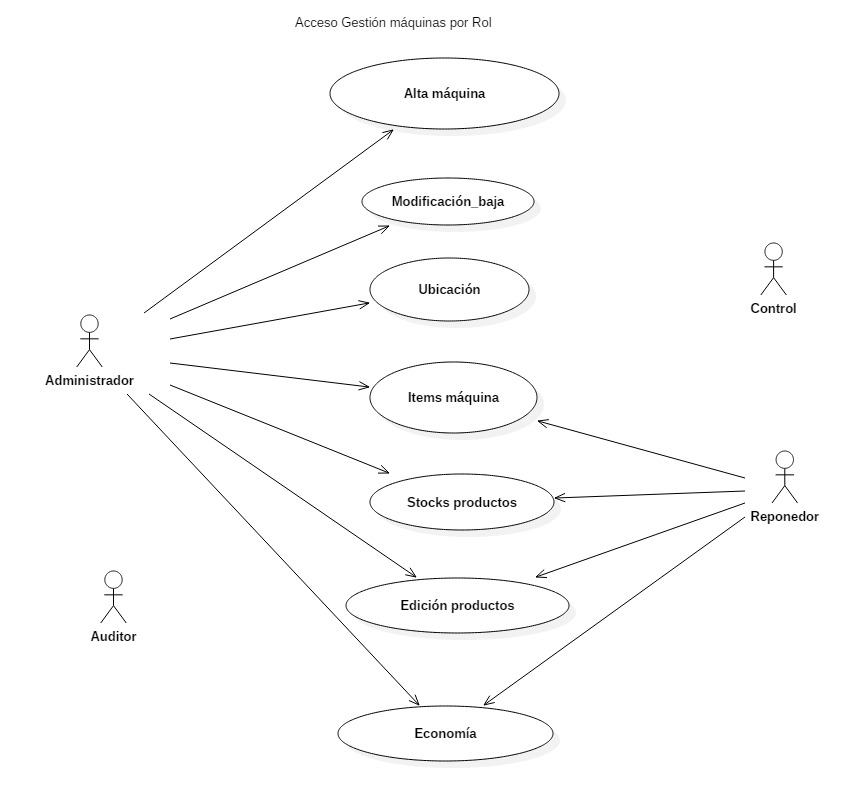 Acceso Gestión máquinas por Rol
Alta máquina
Modificación_baja
Ubicación
Control
Administrador
Items máquina
Stocks productos
Reponedor
Edición productos
Auditor
Economía